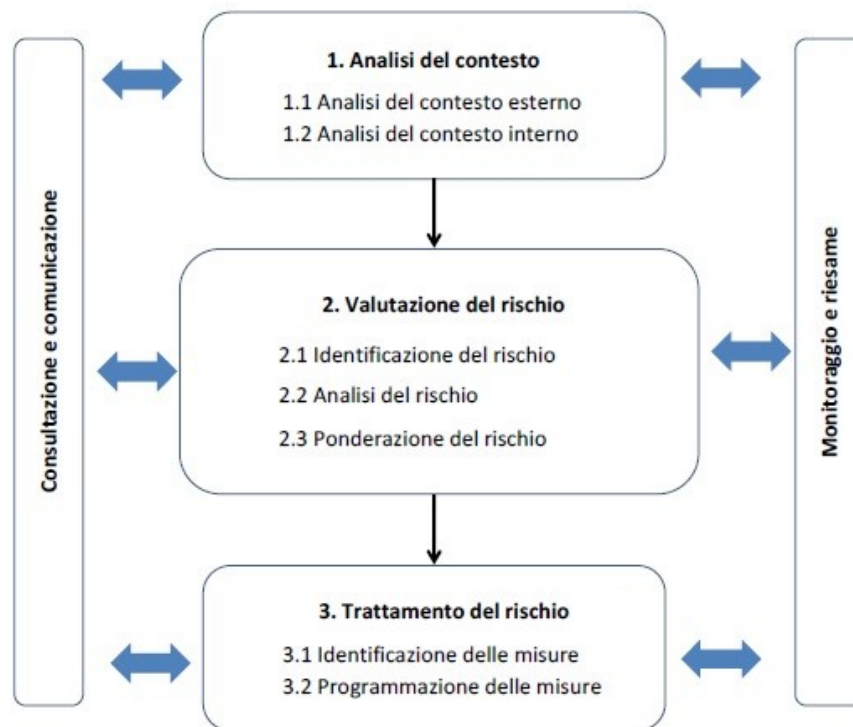 Consultazione e comunicazione
1. Analisi del contesto
1.1 Analisi del contesto esterno
1.2 Analisi del contesto interno
2. Valutazione del rischio
2.1 Identificazione del rischio
2.2 Analisi del rischio
2.3 Ponderazione del rischio
3. Trattamento del rischio
3.1 Identificazione delle misure
3.2 Programmazione delle misure
Monitoraggio e riesame